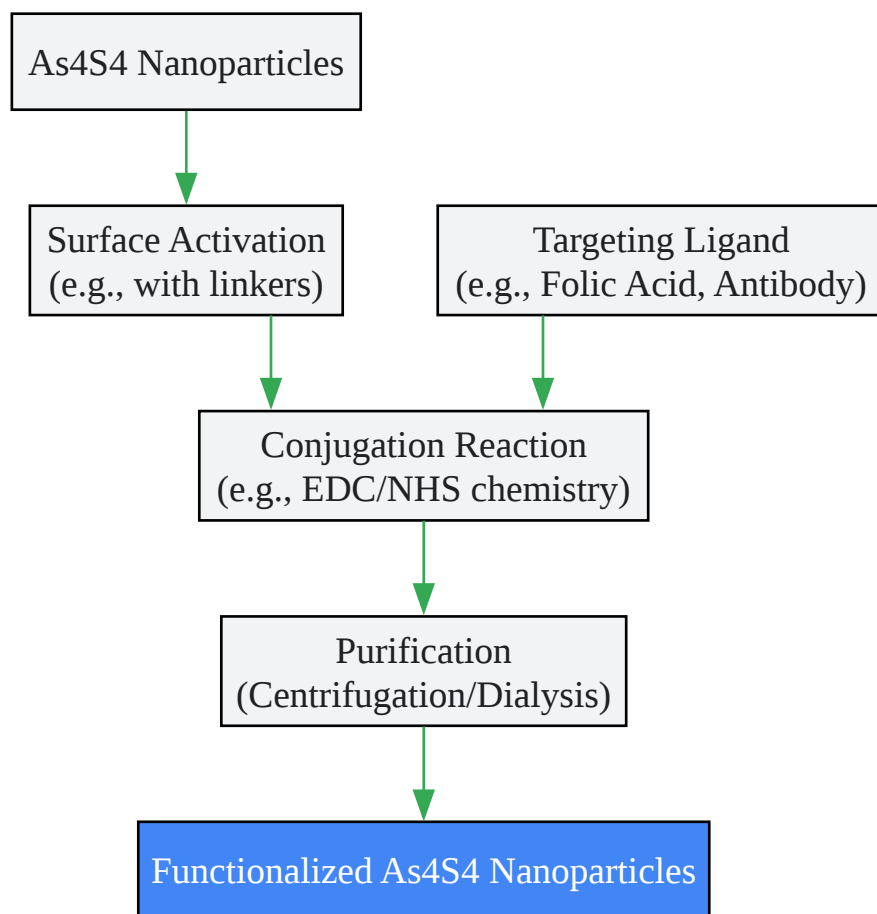 As4S4 Nanoparticles
Surface Activation
(e.g., with linkers)
Targeting Ligand
(e.g., Folic Acid, Antibody)
Conjugation Reaction
(e.g., EDC/NHS chemistry)
Purification
(Centrifugation/Dialysis)
Functionalized As4S4 Nanoparticles